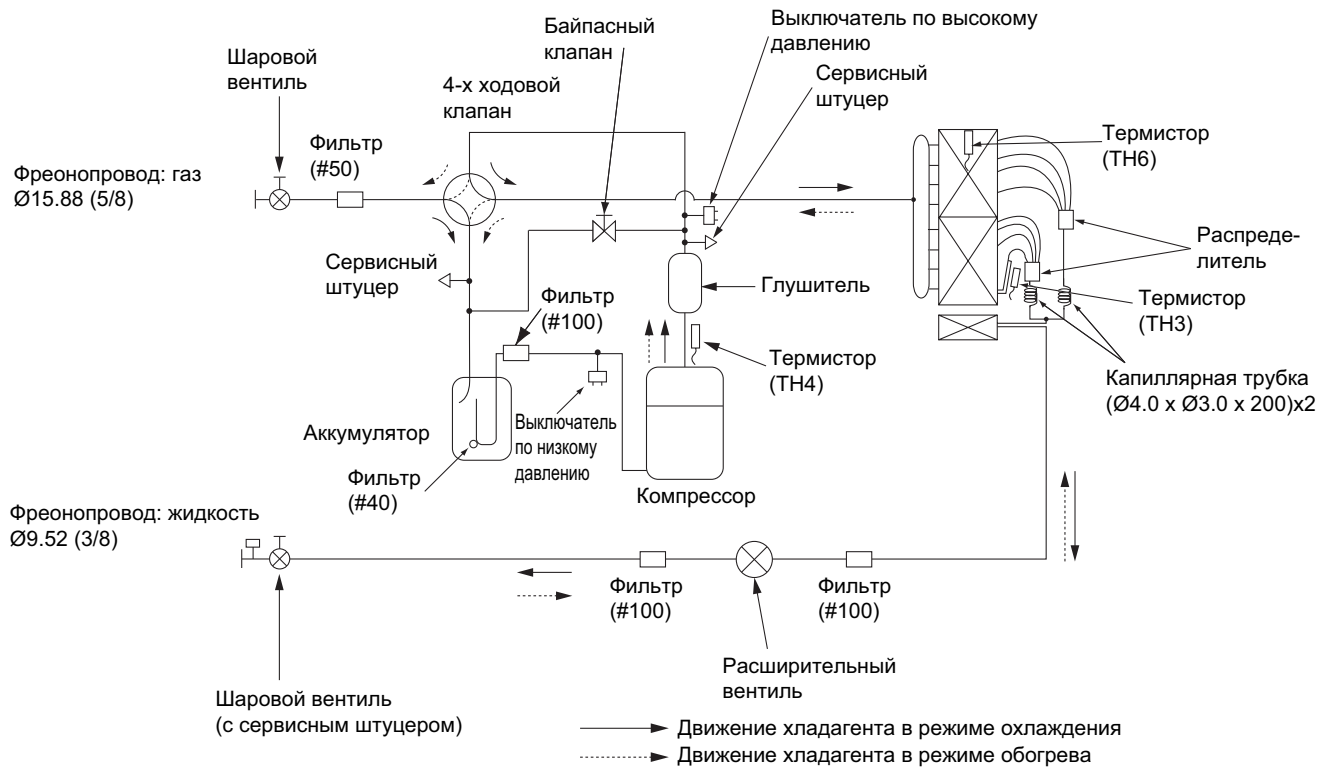 Выключатель по высокому
давлению
Байпасный
клапан
Шаровой
вентиль
4-х ходовой
клапан
Сервисный
штуцер
Фильтр
(#50)
Термистор
(TH6)
Фреонопровод: газ
Ø15.88 (5/8)
Распреде-
литель
Сервисный
штуцер
Глушитель
Фильтр
(#100)
Термистор
(TH3)
Термистор
(TH4)
Капиллярная трубка
(Ø4.0 x Ø3.0 x 200)x2
Аккумулятор
Выключатель
по низкому
давлению
Фильтр
(#40)
Компрессор
Фреонопровод: жидкость
Ø9.52 (3/8)
Фильтр
(#100)
Фильтр
(#100)
Расширительный
вентиль
Шаровой вентиль
(с сервисным штуцером)
Движение хладагента в режиме охлаждения
Движение хладагента в режиме обогрева